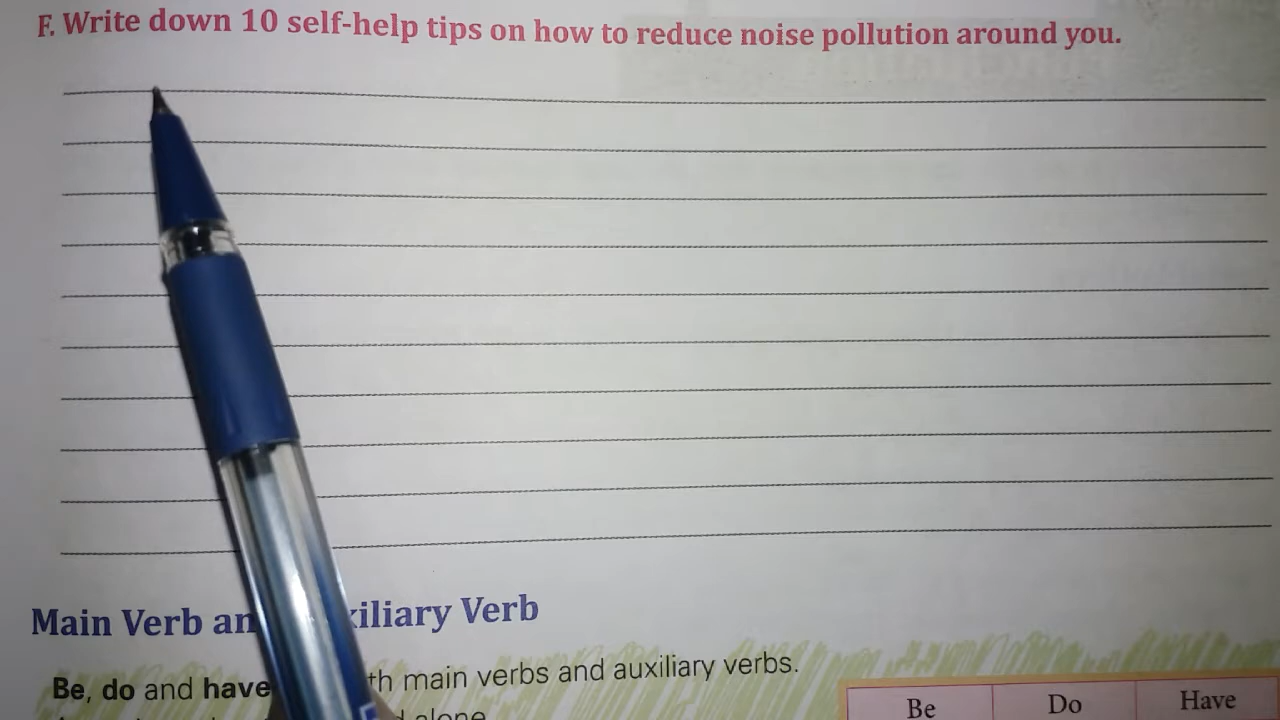 F. Write down 10 self-help tips on how to reduce noise pollution around you.
Main Verb an xiliary Verb
Be, do and have th main verbs and auxiliary verbs.
d alone
Be Do Have